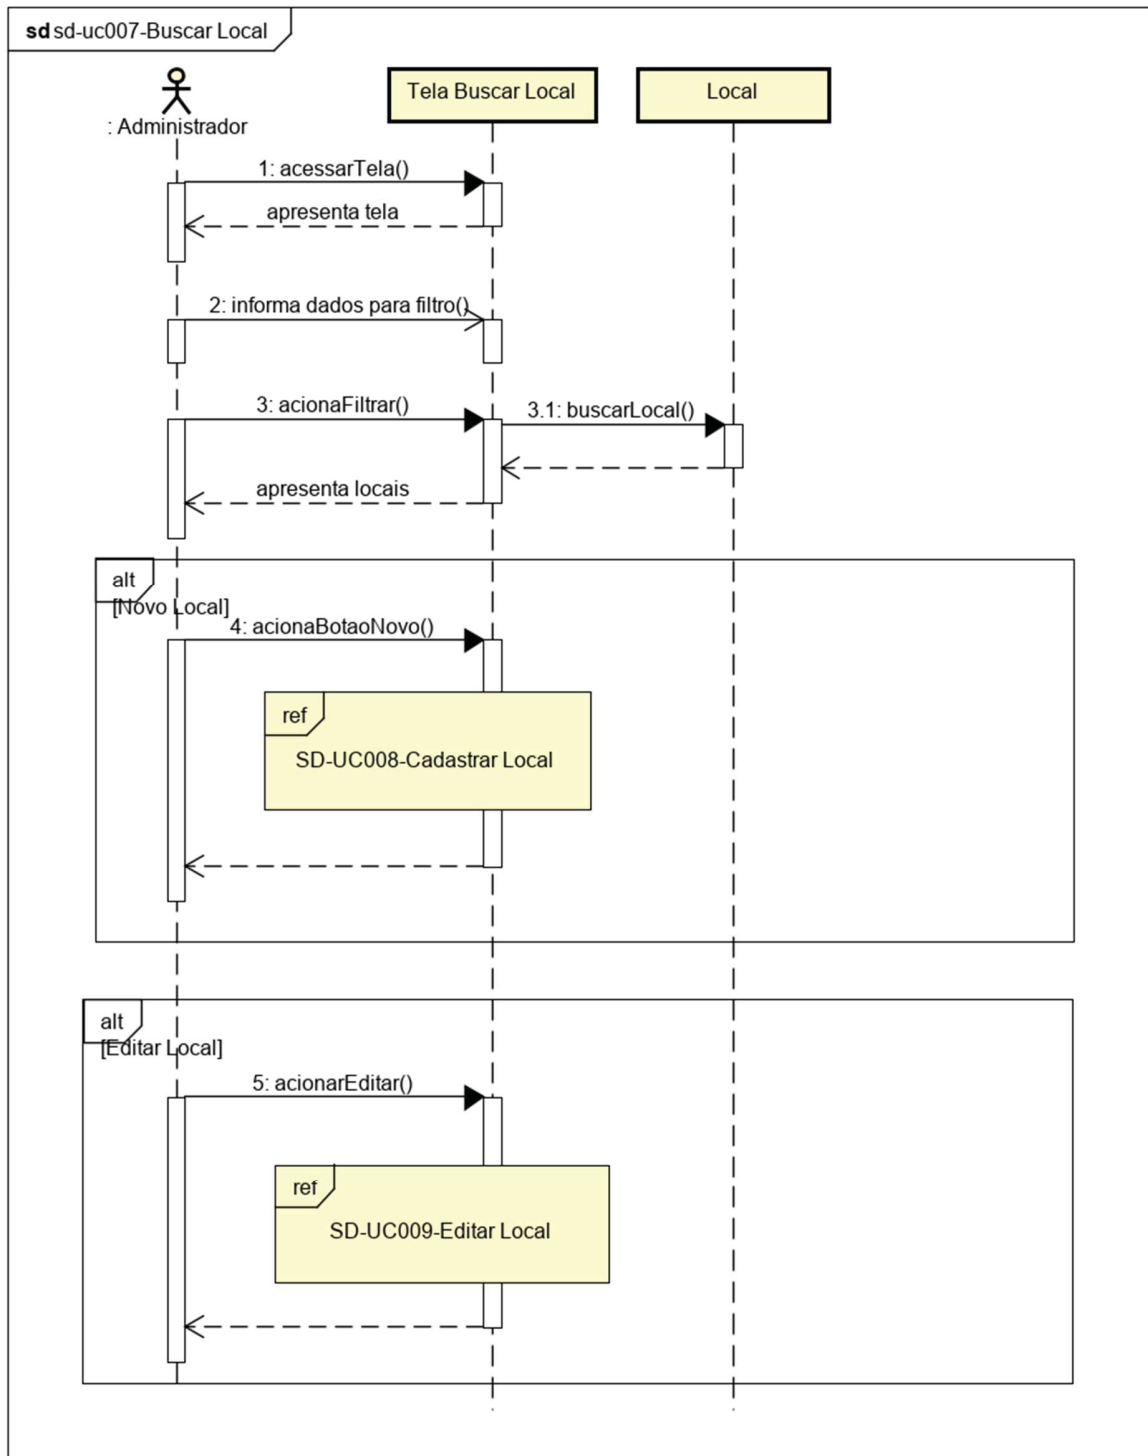 sd sd-uc007-Buscar Local
: Administrador
Tela Buscar Local
Local
1: acessarTela()
apresenta tela
2: informa dados para filtro()
3: acionaFiltrar()
3.1: buscarLocal()
apresenta locais
alt
[Novo Local]
4: acionaBotaoNovo()
ref
SD-UC008-Cadastrar Local
alt
[Editar Local]
5: acionarEditar()
ref
SD-UC009-Editar Local